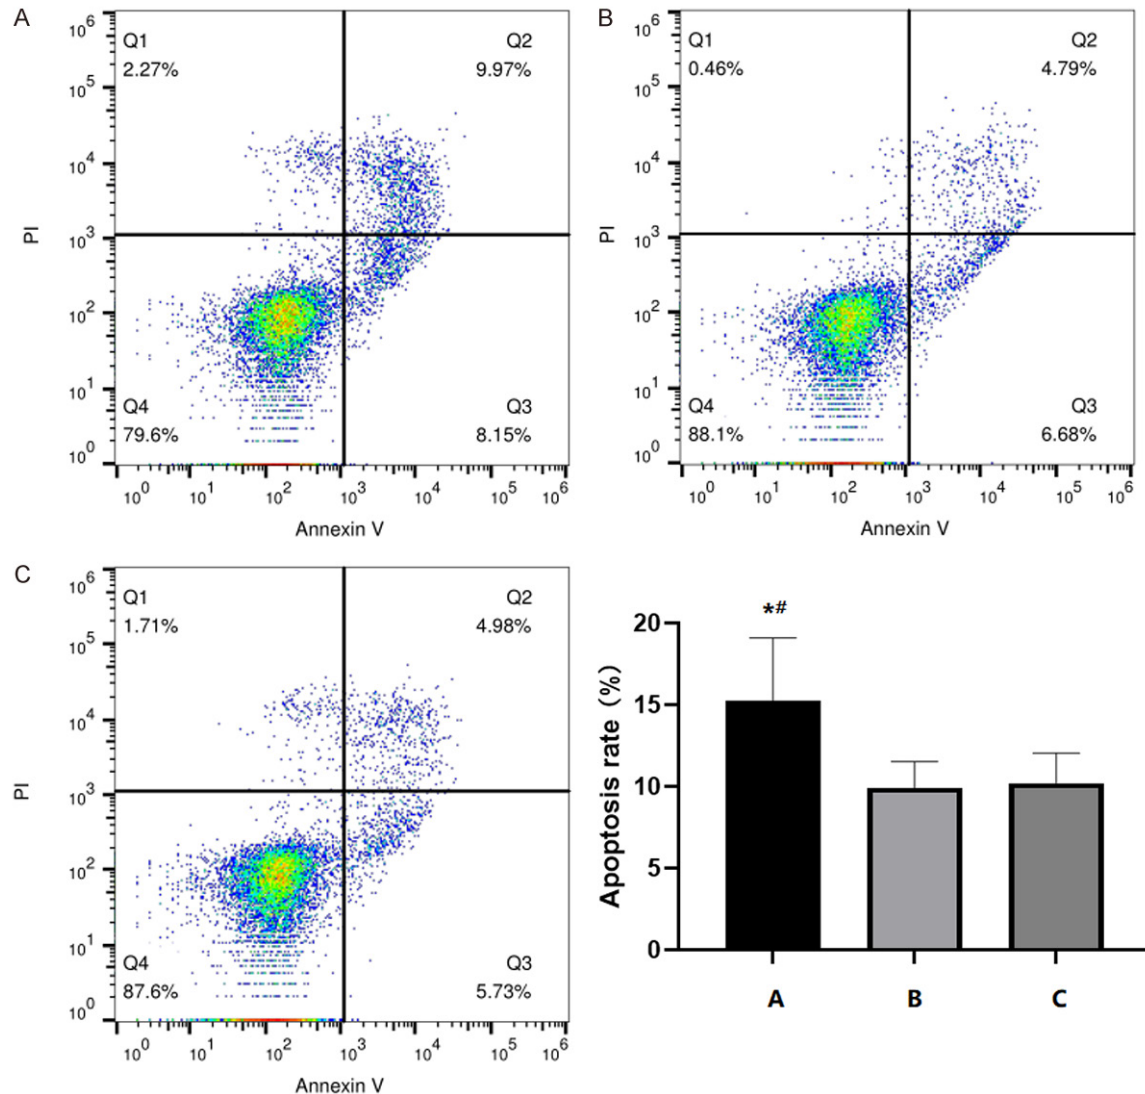 A
10^6
Q1
Q2
2.27%
9.97%
10^5
10^4
PI
10^3
10^2
10^1
Q4
Q3
79.6%
8.15%
10^0
10^0 10^1 10^2 10^3 10^4 10^5 10^6
Annexin V
B
10^6
Q1
Q2
0.46%
4.79%
10^5
10^4
PI
10^3
10^2
10^1
Q4
Q3
88.1%
6.68%
10^0
10^0 10^1 10^2 10^3 10^4 10^5 10^6
Annexin V
C
10^6
Q1
Q2
1.71%
4.98%
10^5
10^4
PI
10^3
10^2
10^1
Q4
Q3
87.6%
5.73%
10^0
10^0 10^1 10^2 10^3 10^4 10^5 10^6
Annexin V
*#
20
15
10
5
0
Apoptosis rate (%)
A B C